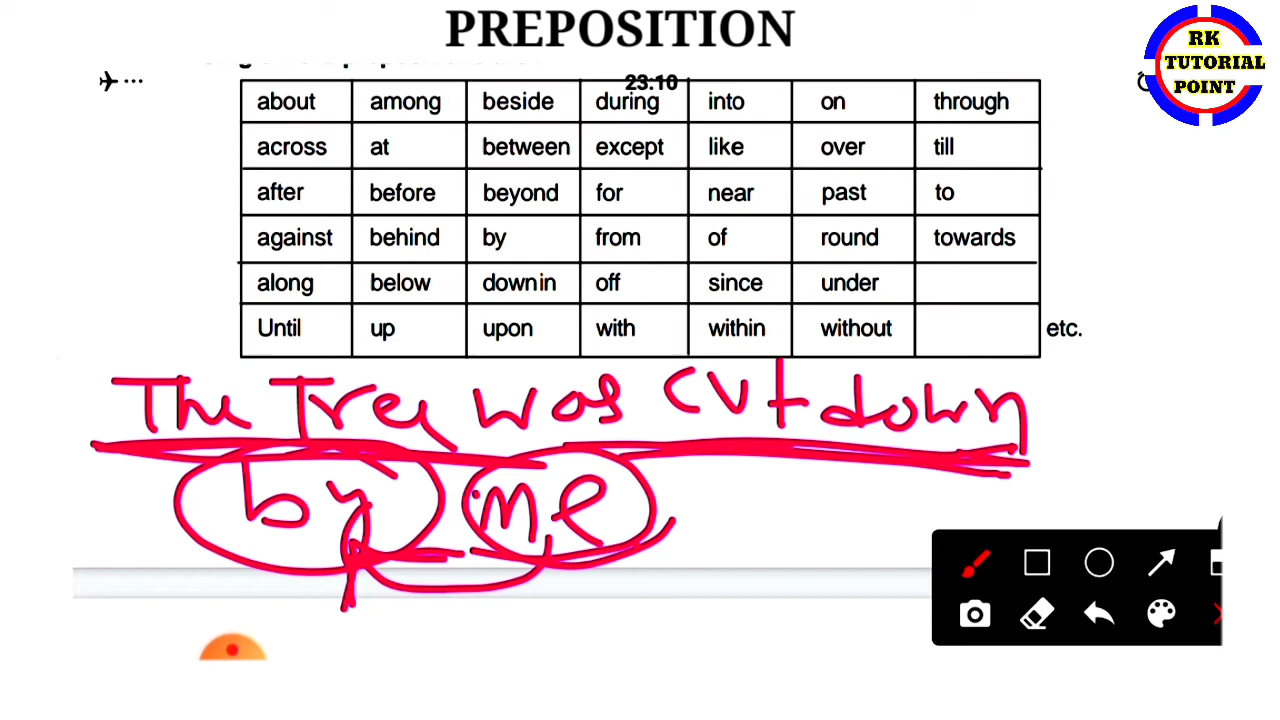 PREPOSITION
RK
TUTORIAL
POINT
23:10
about among beside during into on through
across at between except like over till
after before beyond for near past to
against behind by from of round towards
along below downin off since under
Until up upon with within without etc.
The Tree was cut down
by me